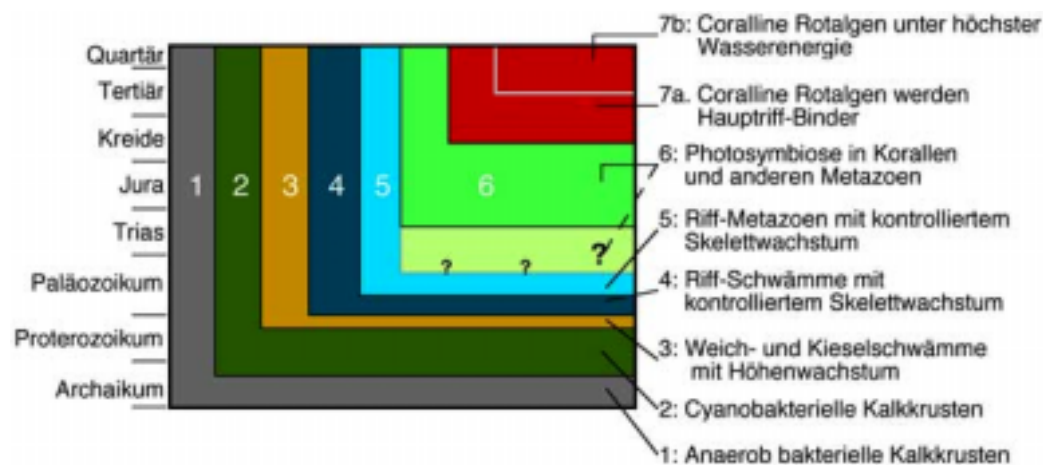 Quartär
Tertiär
Kreide
Jura
Trias
Paläozoikum
Proterozoikum
Archaikum
1 2 3 4 5 6
? ? ?
7b: Coralline Rotalgen unter höchster
Wasserenergie
7a. Coralline Rotalgen werden
Hauptriff-Binder
6: Photosymbiose in Korallen
und anderen Metazoen
5: Riff-Metazoen mit kontrolliertem
Skelettwachstum
4: Riff-Schwämme mit
kontrolliertem Skelettwachstum
3: Weich- und Kieselschwämme
mit Höhenwachstum
2: Cyanobakterielle Kalkkrusten
1: Anaerob bakterielle Kalkkrusten